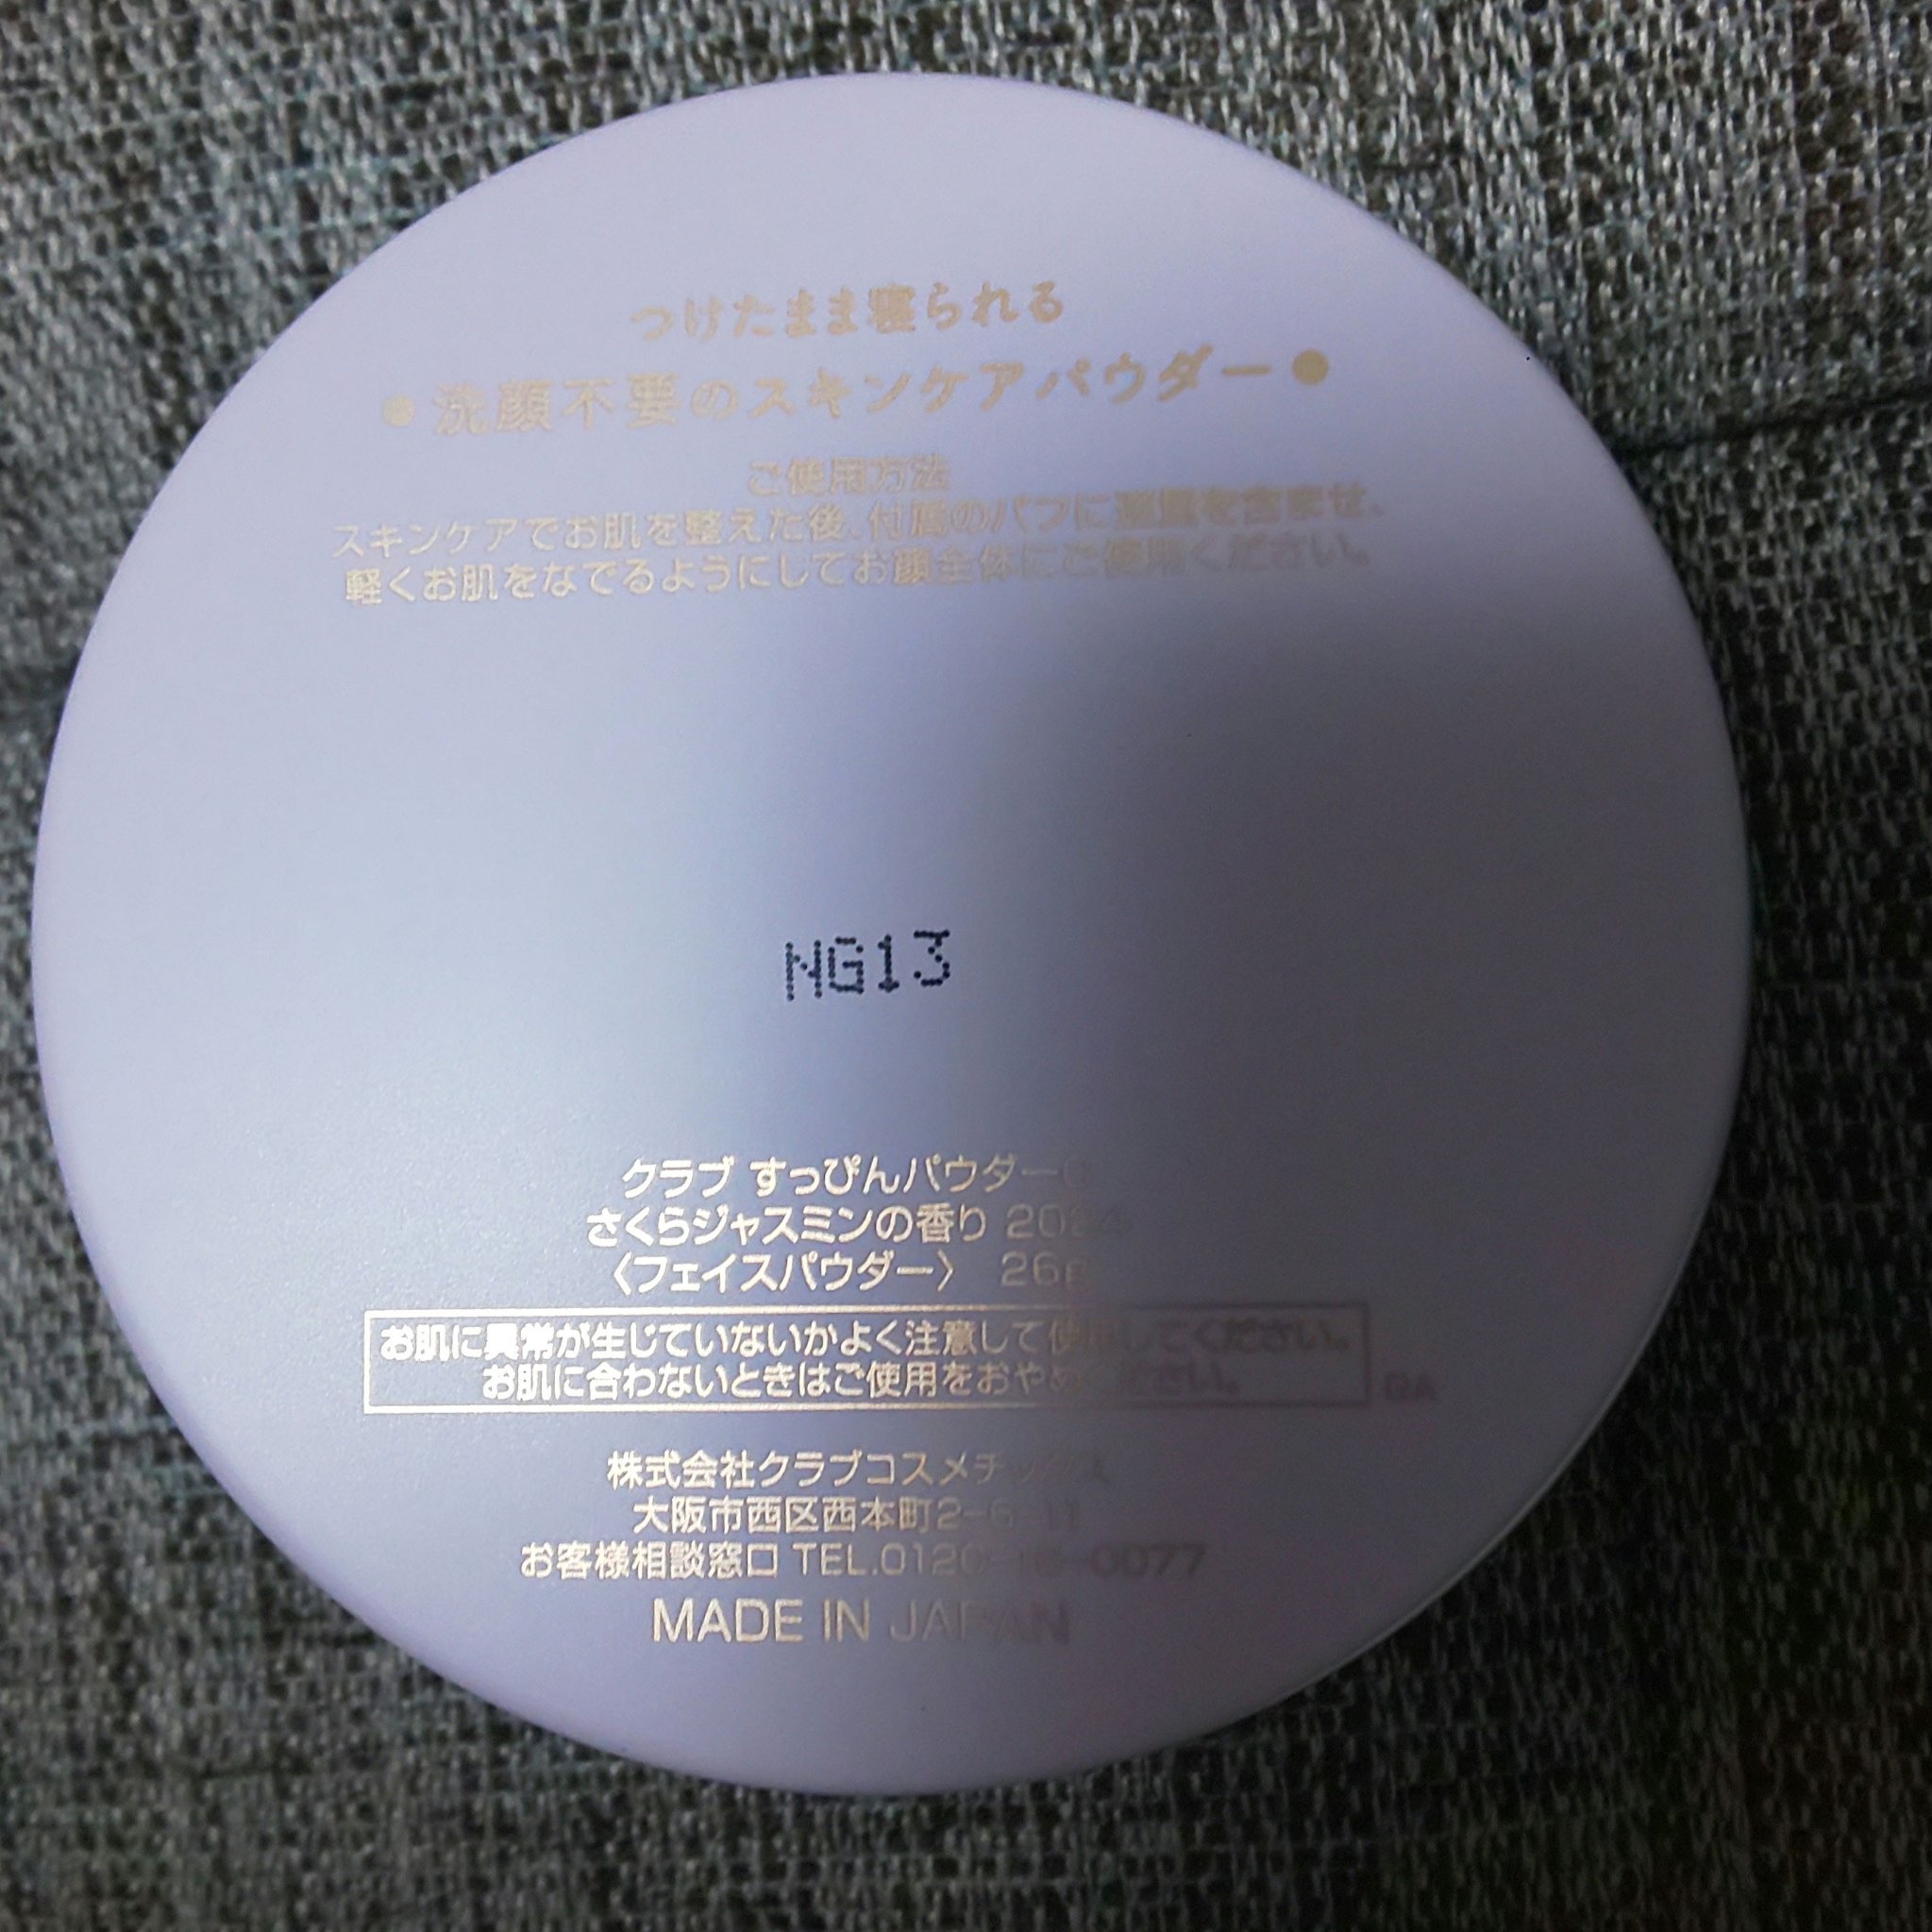 つけたまま寝られる
●洗顔不要のスキンケアパウダー●
ご使用方法
スキンケアでお肌を整えた後、付属のパフに適量を含ませ、
軽くお肌をなでるようにしてお顔全体にご使用ください。
NG13
クラブ すっぴんパウダーC
さくらジャスミンの香り 2024
〈フェイスパウダー〉 26g
お肌に異常が生じていないかよく注意して使用してください。
お肌に合わないときはご使用をおやめください。
株式会社クラブコスメチックス
大阪市西区西本町2-6-11
お客様相談窓口 TEL.0120-16-0077
MADE IN JAPAN